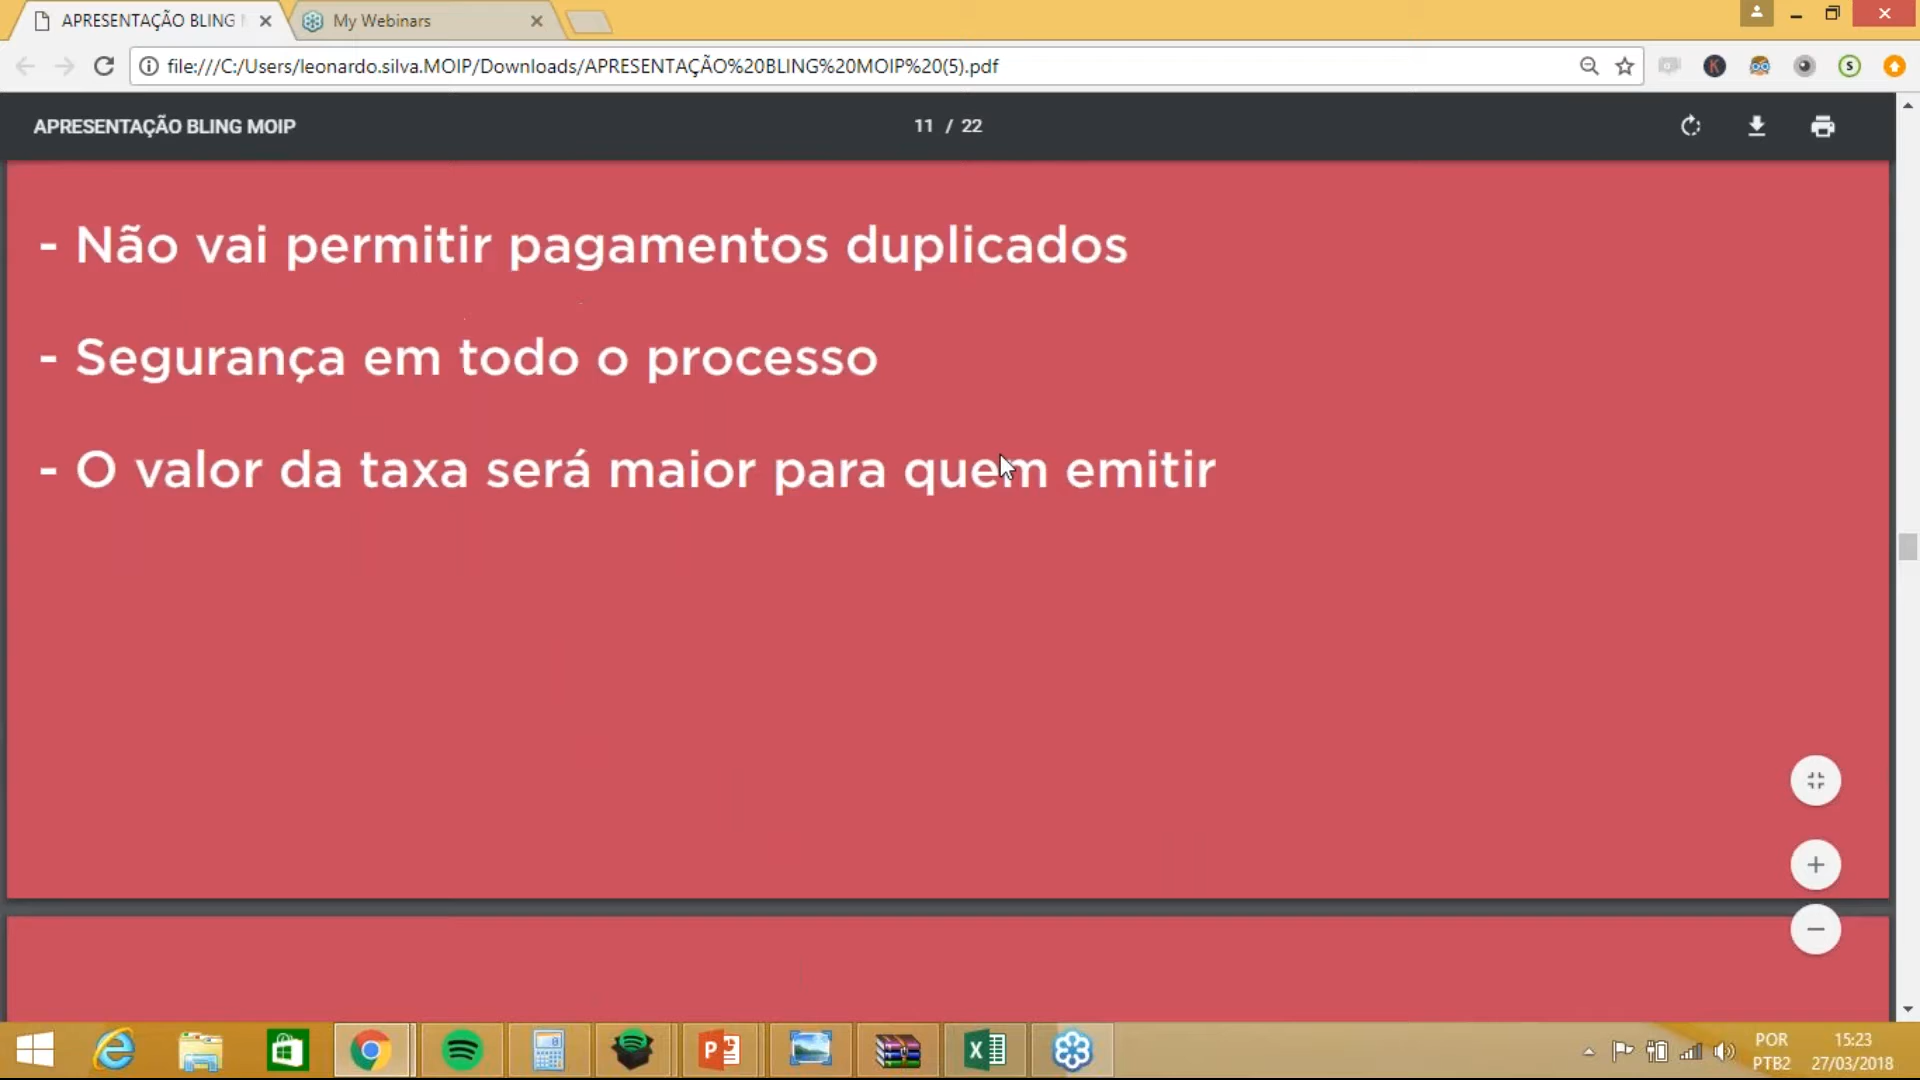 APRESENTAÇÃO BLING
My Webinars
file:///C:/Users/leonardo.silva.MOIP/Downloads/APRESENTAÇÃO%20BLING%20MOIP%20(5).pdf
APRESENTAÇÃO BLING MOIP
11 / 22
- Não vai permitir pagamentos duplicados
- Segurança em todo o processo
- O valor da taxa será maior para quem emitir
POR
PTB2
15:23
27/03/2018